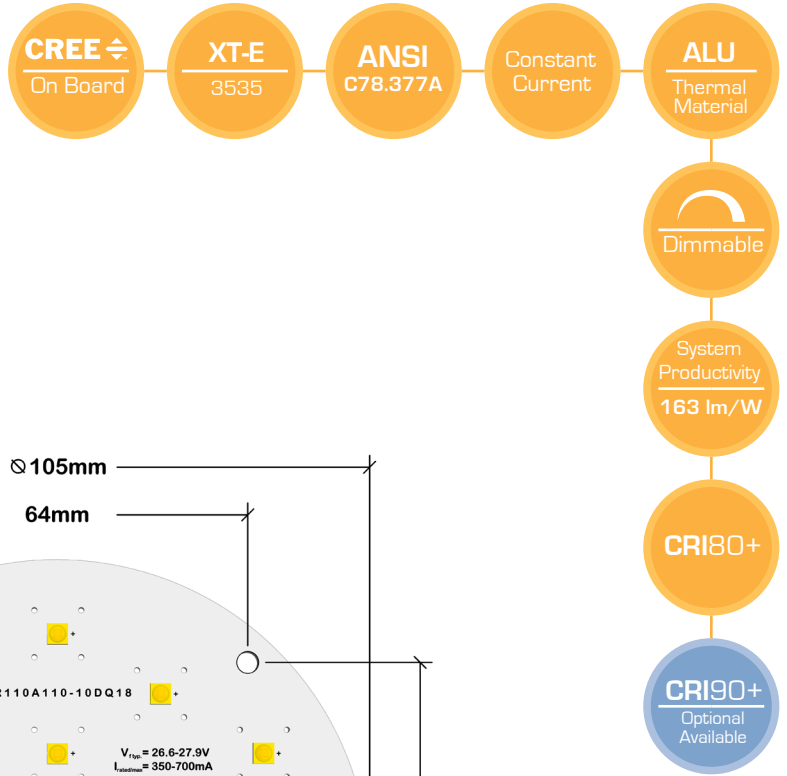 CREE
On Board
XT-E
3535
ANSI
C78.377A
Constant
Current
ALU
Thermal
Material
Dimmable
System
Productivity
163 lm/W
CRI80+
CRI90+
Optional
Available
⌀105mm
64mm
+
110A110-10DQ18
+
+
+
Vf typ.= 26.6-27.9V
Irated/max= 350-700mA